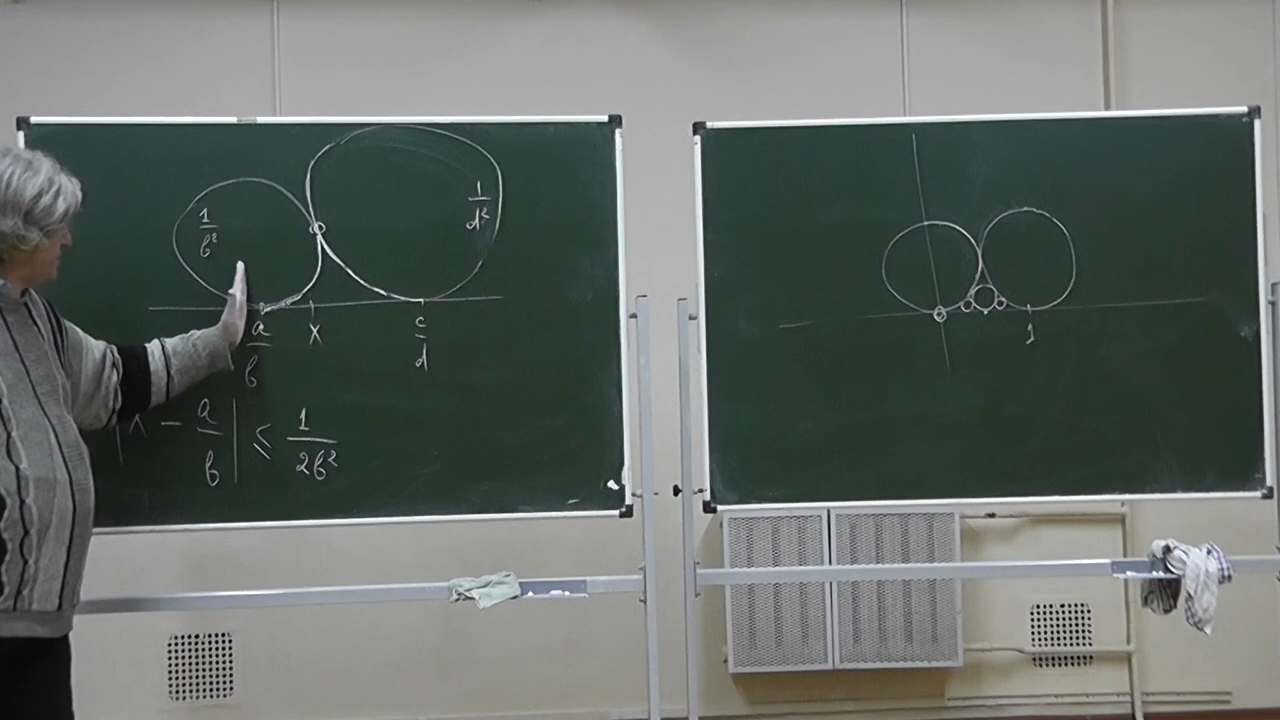 1/b² 1/d²
a/b x c/d
|x − a/b| ≤ 1/2b²
1